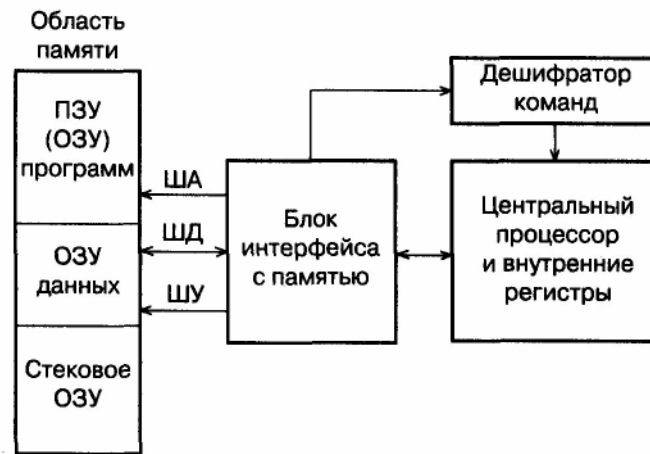 Область
памяти
ПЗУ
(ОЗУ)
программ
ОЗУ
данных
Стековое
ОЗУ
ША
ШД
ШУ
Блок
интерфейса
с памятью
Дешифратор
команд
Центральный
процессор
и внутренние
регистры